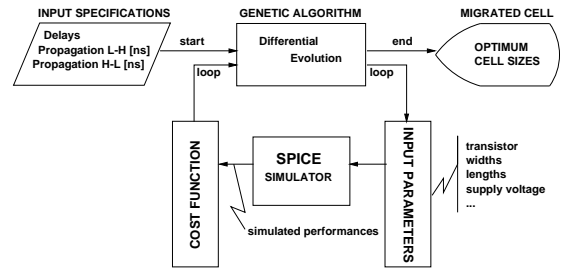 INPUT SPECIFICATIONS
GENETIC ALGORITHM
MIGRATED CELL
Delays
Propagation L-H [ns]
Propagation H-L [ns]
start
Differential
Evolution
end
OPTIMUM
CELL SIZES
loop
loop
COST FUNCTION
SPICE
SIMULATOR
INPUT PARAMETERS
transistor
widths
lengths
supply voltage
...
simulated performances